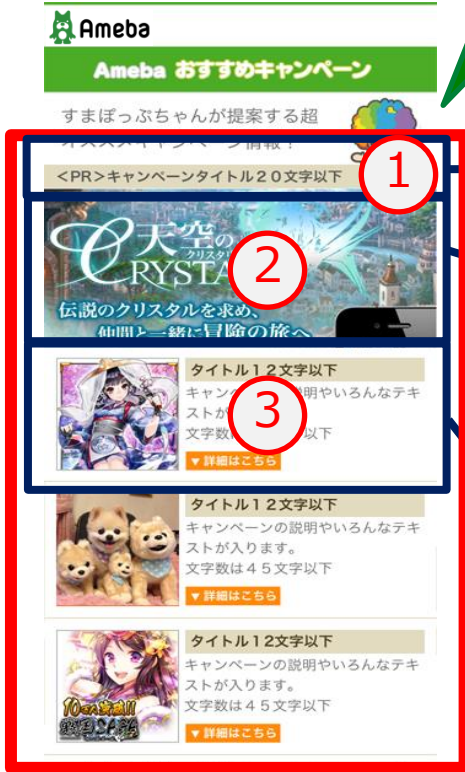 Ameba
Ameba おすすめキャンペーン
すまぽっぷちゃんが提案する超
＜PR＞キャンペーンタイトル２０文字以下
1
天空の
クリスタ
CRYSTA
2
伝説のクリスタルを求め、
仲間と一緒に冒険の旅へ
タイトル１２文字以下
キャン 説明やいろんなテキ
ストが
文字数 以下
3
▼詳細はこちら
タイトル１２文字以下
キャンペーンの説明やいろんなテキ
ストが入ります。
文字数は４５文字以下
▼詳細はこちら
タイトル１２文字以下
キャンペーンの説明やいろんなテキ
ストが入ります。
文字数は４５文字以下
▼詳細はこちら